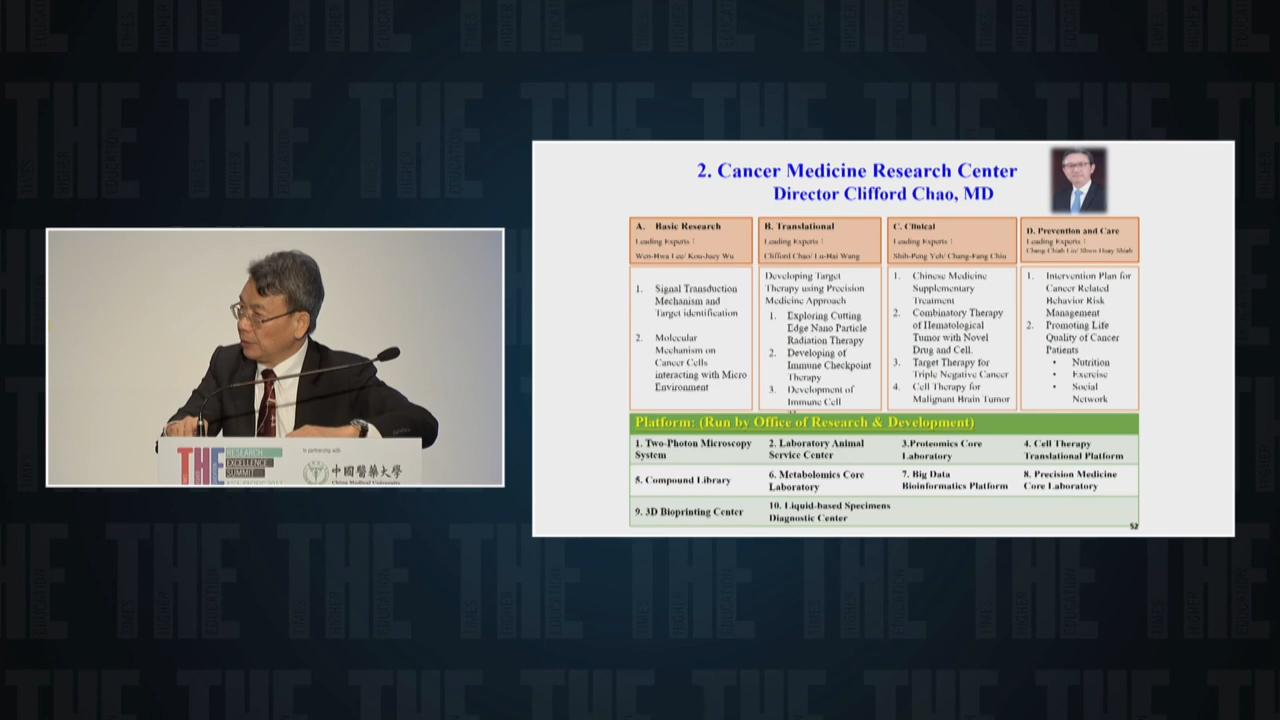 THE
RESEARCH
EXCELLENCE
SUMMIT
ASIA-PACIFIC 2017
in partnership with
中國醫藥大學
China Medical University
2. Cancer Medicine Research Center
Director Clifford Chao, MD
A. Basic Research
Leading Experts :
Wen-Hwa Lee/ Kou-Juey Wu
1. Signal Transduction
Mechanism and
Target identification
2. Molecular
Mechanism on
Cancer Cells
interacting with Micro
Environment
B. Translational
Leading Experts :
Clifford Chao/ Lu-Hai Wang
Developing Target
Therapy using Precision
Medicine Approach
1. Exploring Cutting
Edge Nano Particle
Radiation Therapy
2. Developing of
Immune Checkpoint
Therapy
3. Development of
Immune Cell
C. Clinical
Leading Experts :
Shih-Peng Yeh/ Chang-Fang Chiu
1. Chinese Medicine
Supplementary
Treatment
2. Combinatory Therapy
of Hematological
Tumor with Novel
Drug and Cell.
3. Target Therapy for
Triple Negative Cancer
4. Cell Therapy for
Malignant Brain Tumor
D. Prevention and Care
Leading Experts :
1. Intervention Plan for
Cancer Related
Behavior Risk
Management
2. Promoting Life
Quality of Cancer
Patients
• Nutrition
• Exercise
• Social
Network
Platform: (Run by Office of Research & Development)
1. Two-Photon Microscopy
System
2. Laboratory Animal
Service Center
3.Proteomics Core
Laboratory
4. Cell Therapy
Translational Platform
5. Compound Library
6. Metabolomics Core
Laboratory
7. Big Data
Bioinformatics Platform
8. Precision Medicine
Core Laboratory
9. 3D Bioprinting Center
10. Liquid-based Specimens
Diagnostic Center
52